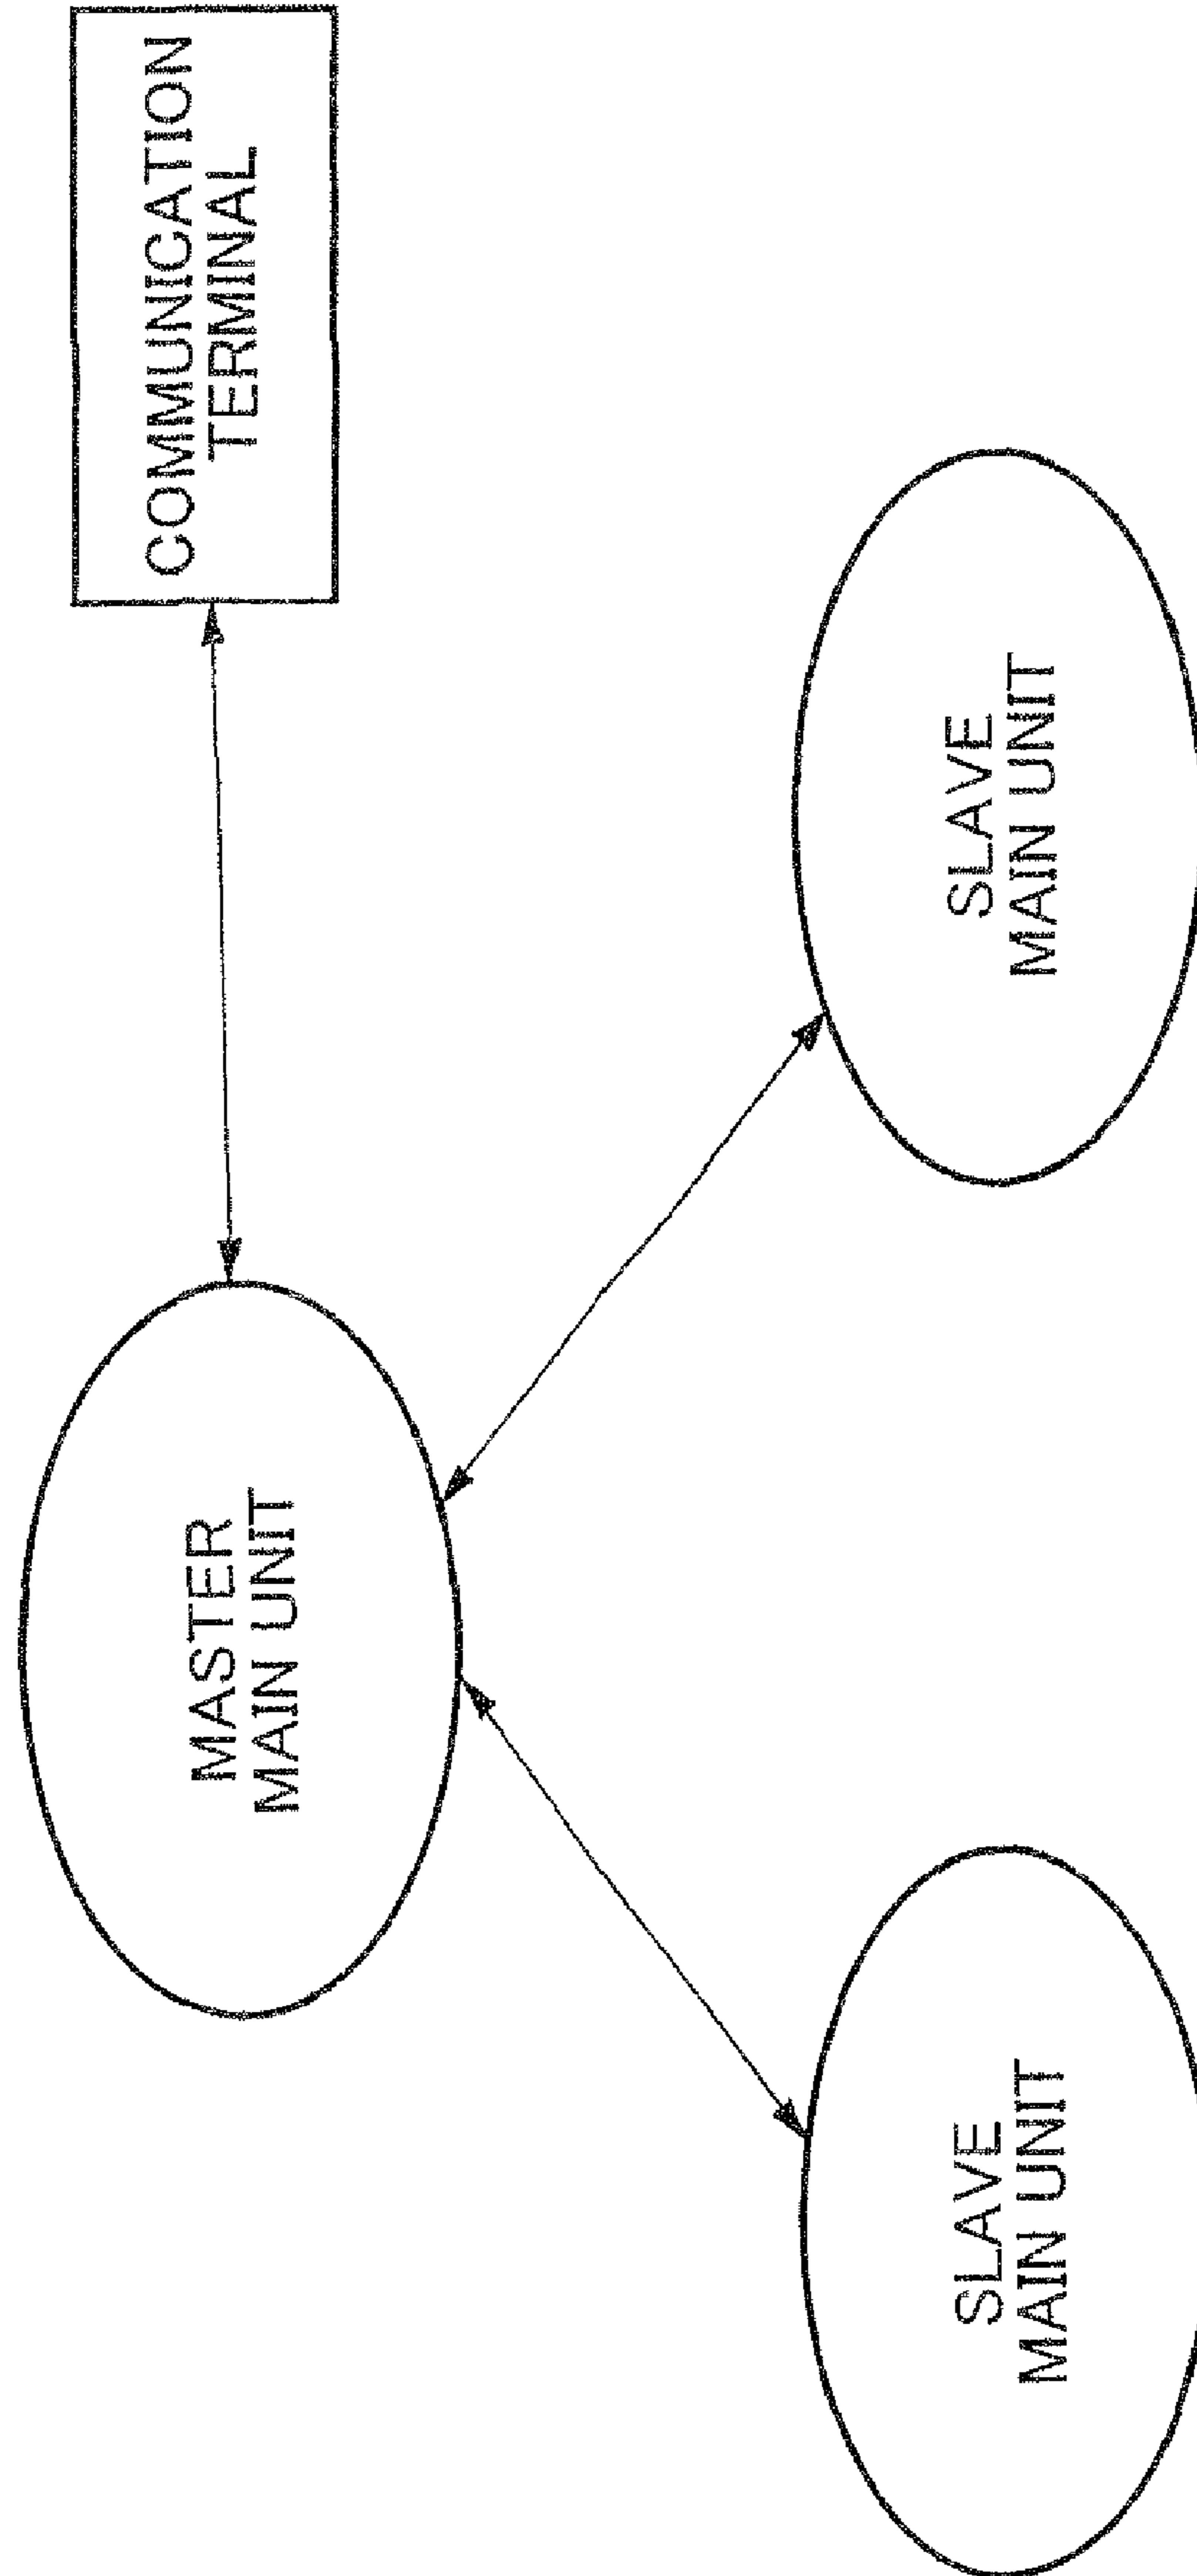 MASTER
MAIN UNIT
COMMUNICATION
TERMINAL
SLAVE
MAIN UNIT
SLAVE
MAIN UNIT